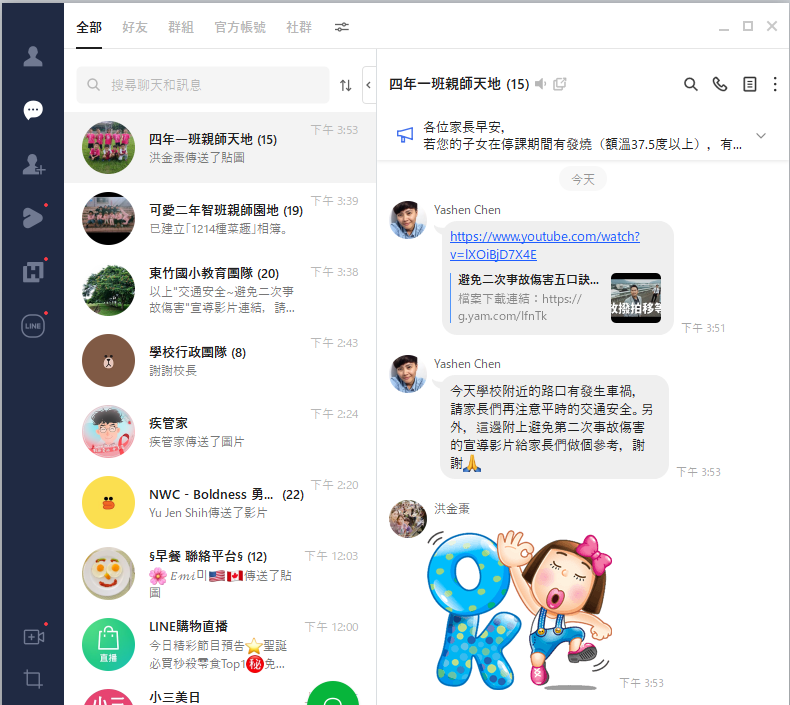 全部 好友 群組 官方帳號 社群
搜尋聊天和訊息
四年一班親師天地 (15)
下午 3:53
洪金棗傳送了貼圖
可愛二年智班親師園地 (19)
下午 3:39
已建立「1214種菜趣」相簿。
東竹國小教育團隊 (20)
下午 3:38
以上"交通安全~避免二次事
故傷害"宣導影片連結，請...
學校行政團隊 (8)
下午 2:43
謝謝校長
疾管家
下午 2:24
疾管家傳送了圖片
NWC - Boldness 勇... (22)
下午 2:20
Yu Jen Shih傳送了影片
§早餐 聯絡平台§ (12)
下午 12:03
🌸 𝐸𝑚𝑖미🇺🇸🇨🇦傳送了貼
圖
LINE購物直播
下午 12:00
今日精彩節目預告⭐聖誕
必買秒殺零食Top1㊙免...
直播
小三美日
小三
LINE
四年一班親師天地 (15)
各位家長早安，
若您的子女在停課期間有發燒（額溫37.5度以上），有...
今天
Yashen Chen
https://www.youtube.com/watch?
v=lXOiBjD7X4E
避免二次事故傷害五口訣...
檔案下載連結：https://
g.yam.com/lfnTk
放撥拍移等
下午 3:51
Yashen Chen
今天學校附近的路口有發生車禍，
請家長們再注意平時的交通安全。另
外，這邊附上避免第二次事故傷害
的宣導影片給家長們做個參考，謝
謝🙏
下午 3:53
洪金棗
OK
下午 3:53